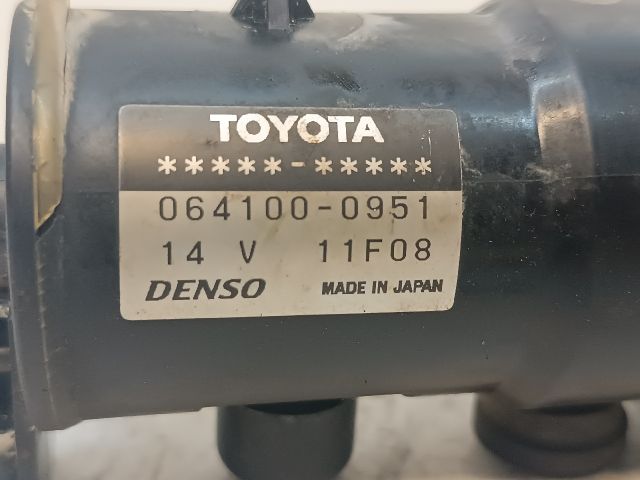 TOYOTA
*****-*****
064100-0951
14 V 11F08
DENSO MADE IN JAPAN